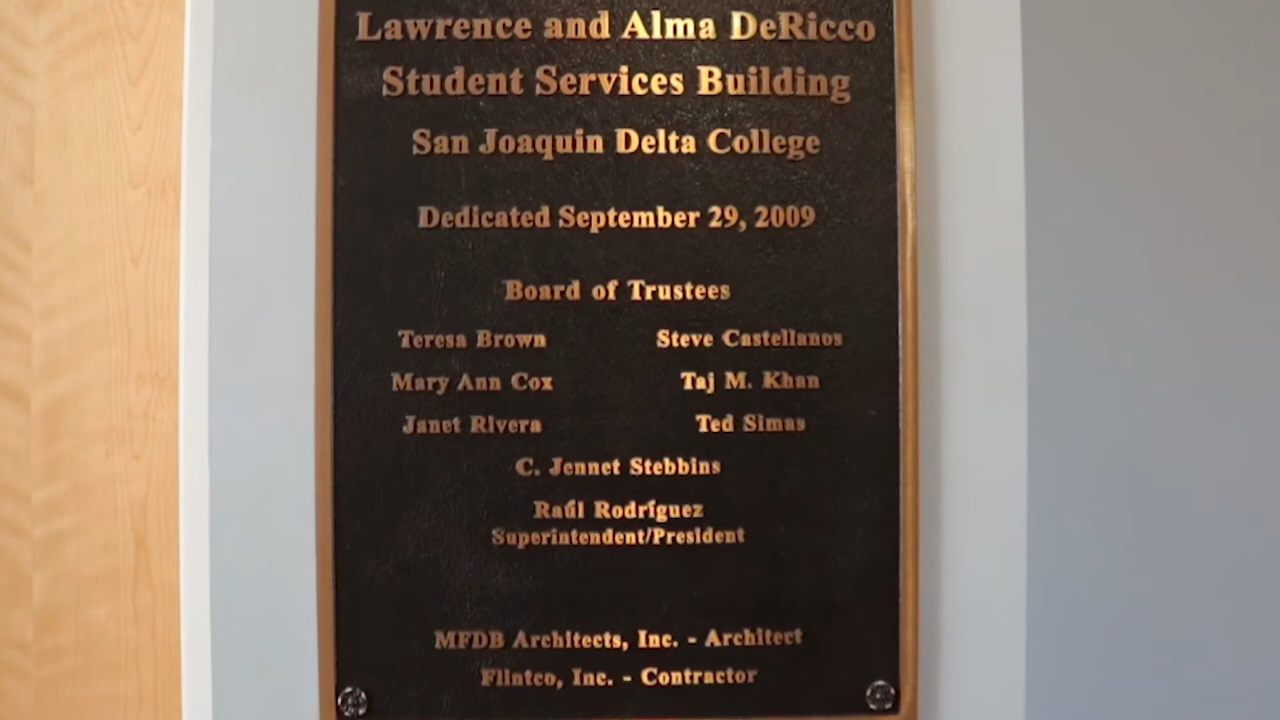 Lawrence and Alma DeRicco
Student Services Building
San Joaquin Delta College
Dedicated September 29, 2009
Board of Trustees
Teresa Brown Steve Castellanos
Mary Ann Cox Taj M. Khan
Janet Rivera Ted Simas
C. Jennet Stebbins
Raúl Rodríguez
Superintendent/President
MFDB Architects, Inc. - Architect
Flintco, Inc. - Contractor